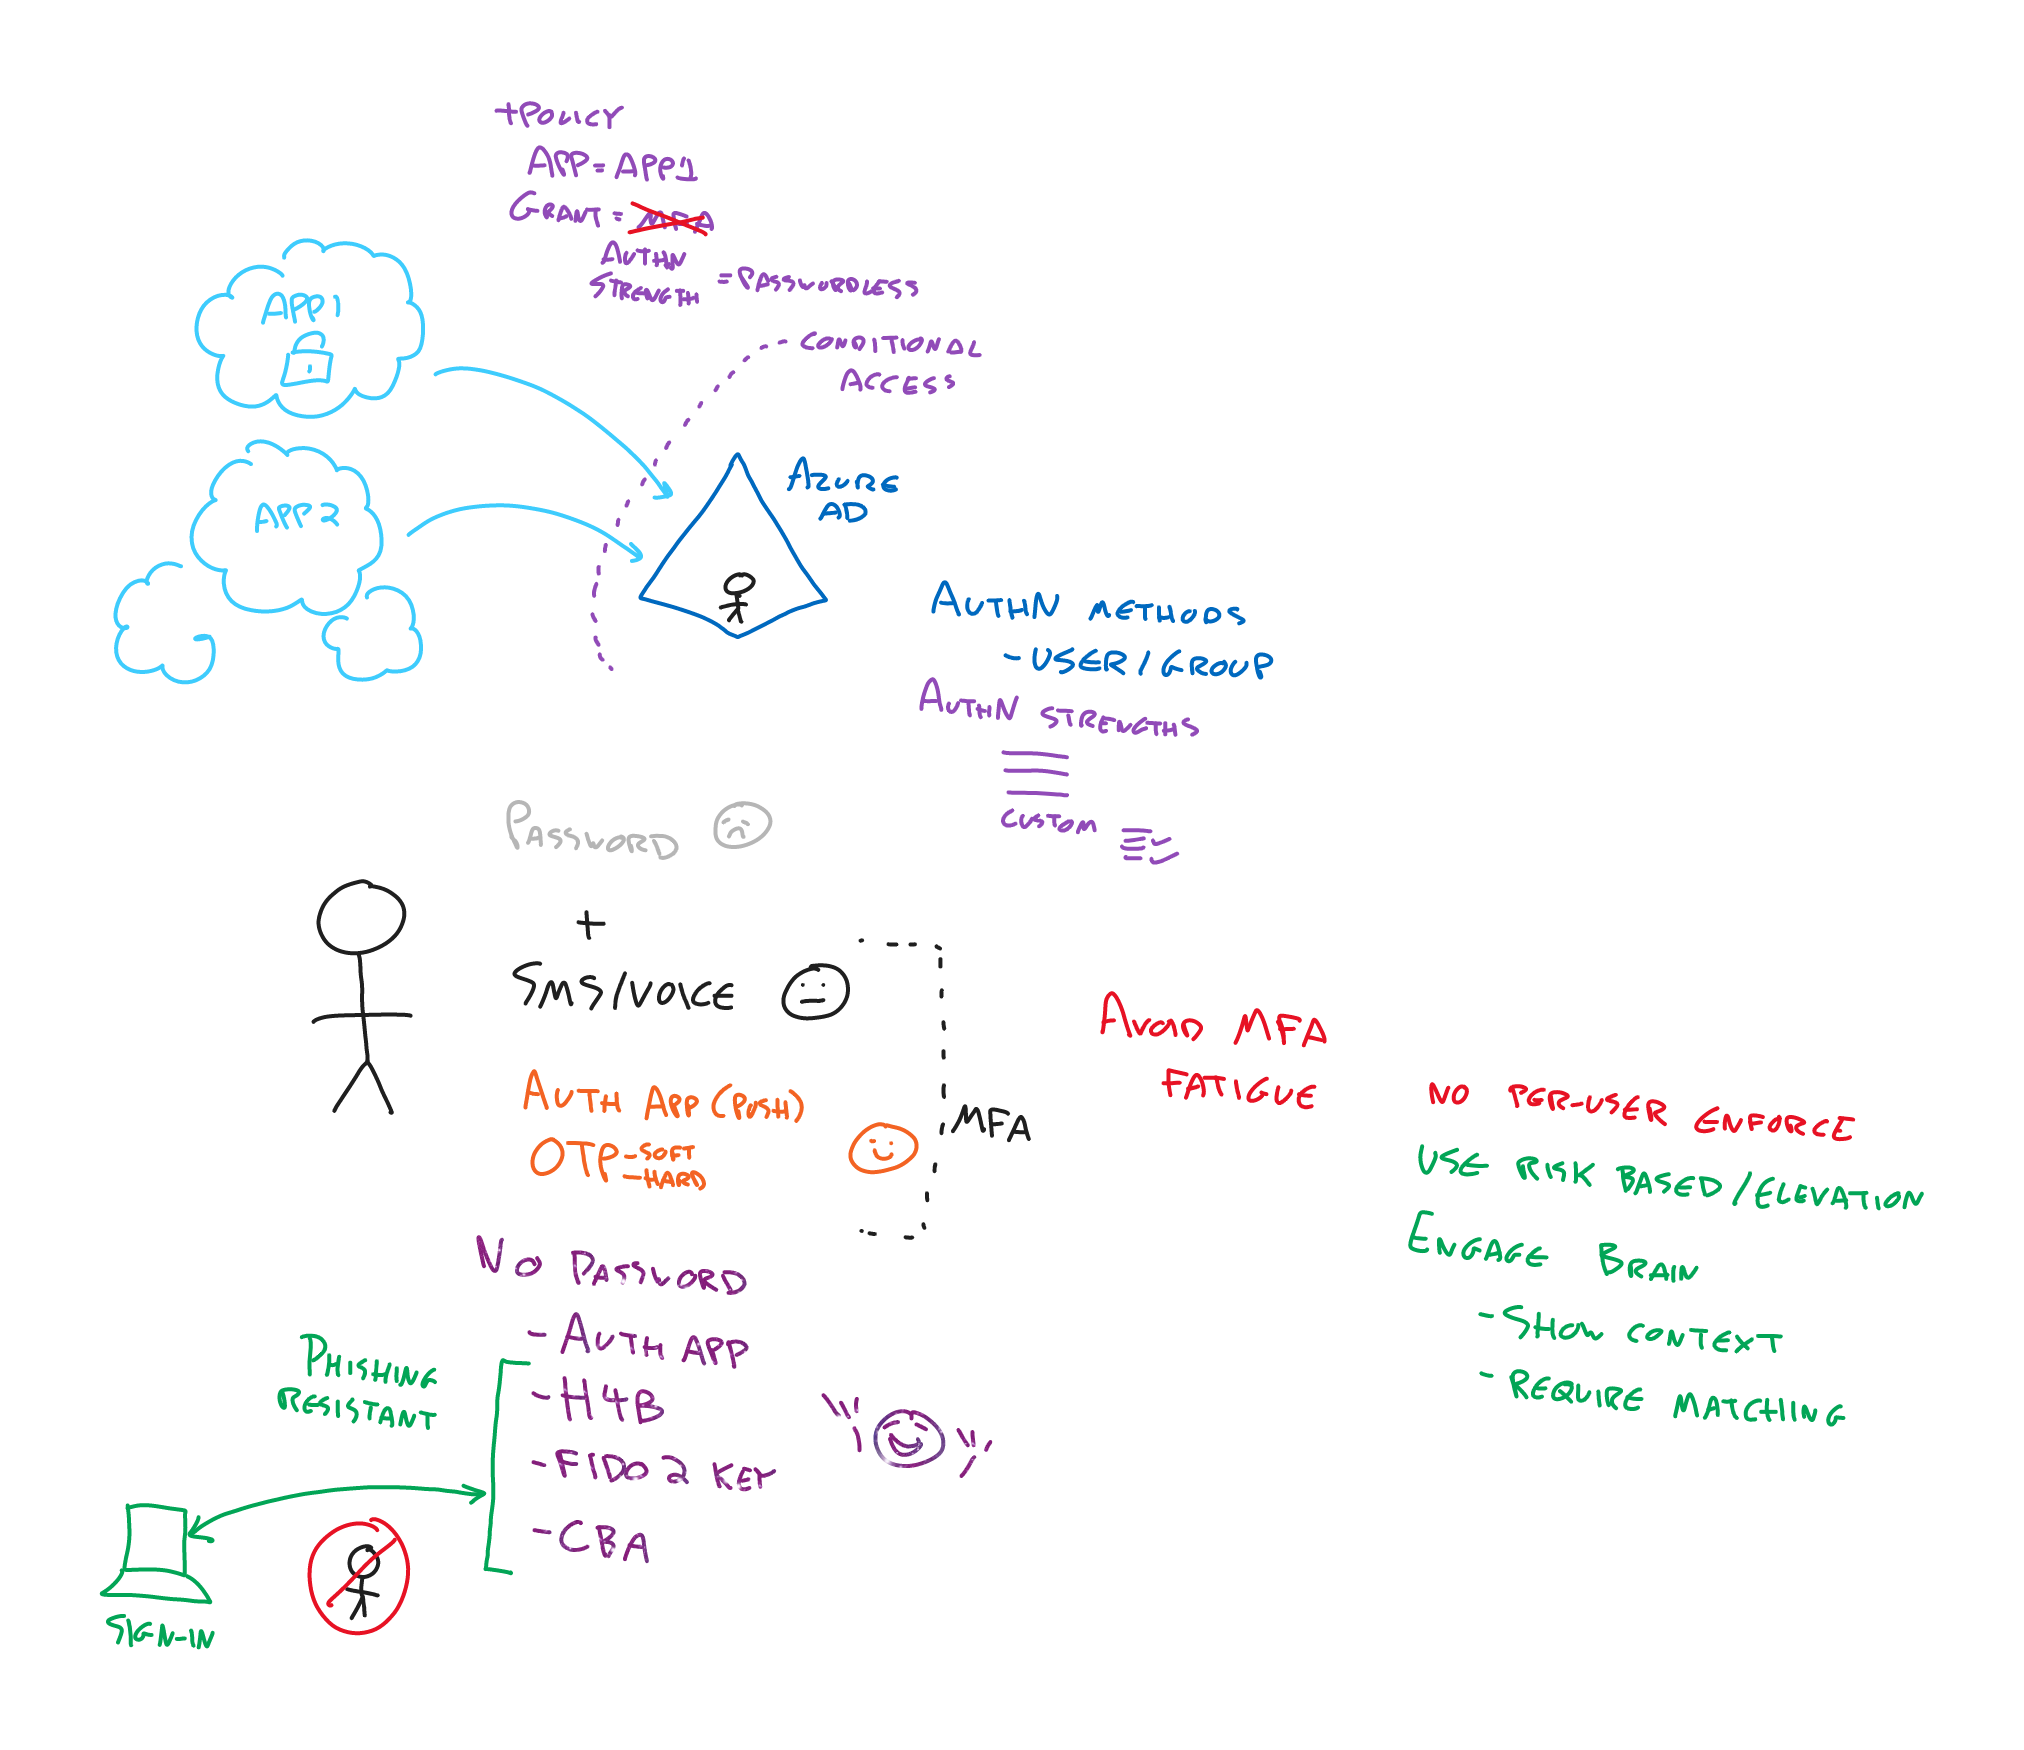 +POLICY
APP=APP1
GRANT=MFA
AUTHN
STRENGTH =PASSWORDLESS
CONDITIONAL
ACCESS
APP1
APP2
AZURE
AD
AUTHN METHODS
-USER/GROUP
AUTHN STRENGTHS
CUSTOM
PASSWORD
+
SMS/VOICE
AUTH APP (PUSH)
OTP-SOFT
-HARD
MFA
AVOID MFA
FATIGUE
NO PER-USER ENFORCE
USE RISK BASED/ELEVATION
ENGAGE BRAIN
-SHOW CONTEXT
-REQUIRE MATCHING
NO PASSWORD
-AUTH APP
-H4B
-FIDO2 KEY
-CBA
PHISHING
RESISTANT
SIGN-IN